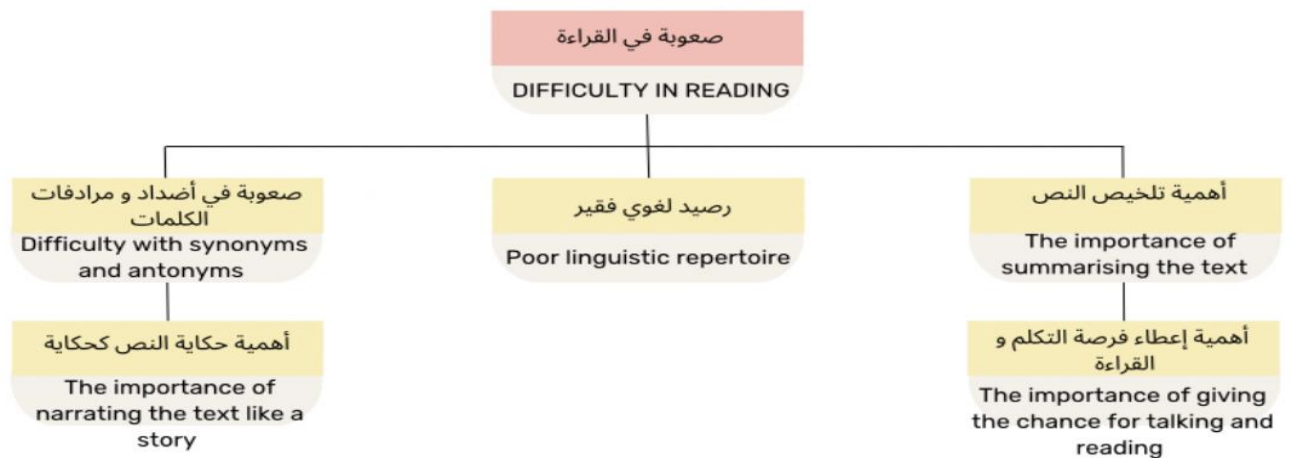 صعوبة في القراءة
DIFFICULTY IN READING
صعوبة في أضداد و مرادفات
الكلمات
Difficulty with synonyms
and antonyms
رصيد لغوي فقير
Poor linguistic repertoire
أهمية تلخيص النص
The importance of
summarising the text
أهمية حكاية النص كحكاية
The importance of
narrating the text like a
story
أهمية إعطاء فرصة التكلم و
القراءة
The importance of giving
the chance for talking and
reading